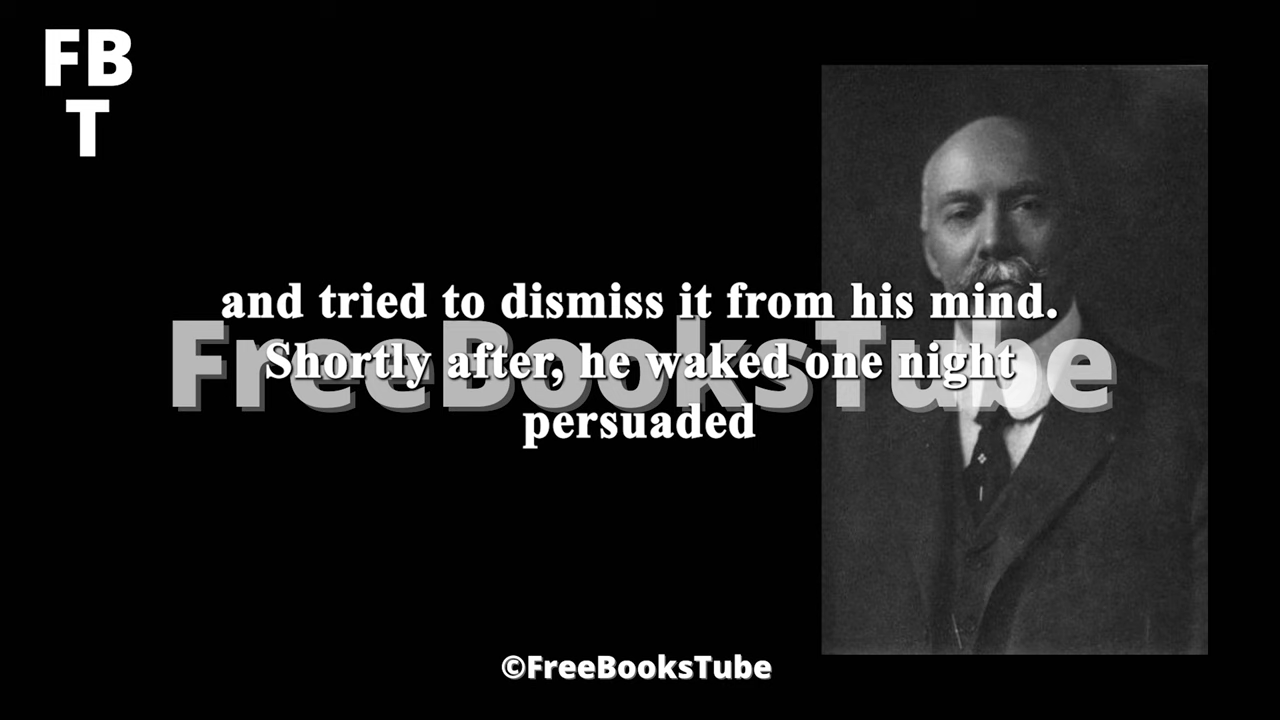 FB
T
and tried to dismiss it from his mind.
FreeBooksTube
Shortly after, he waked one night
persuaded
©FreeBooksTube